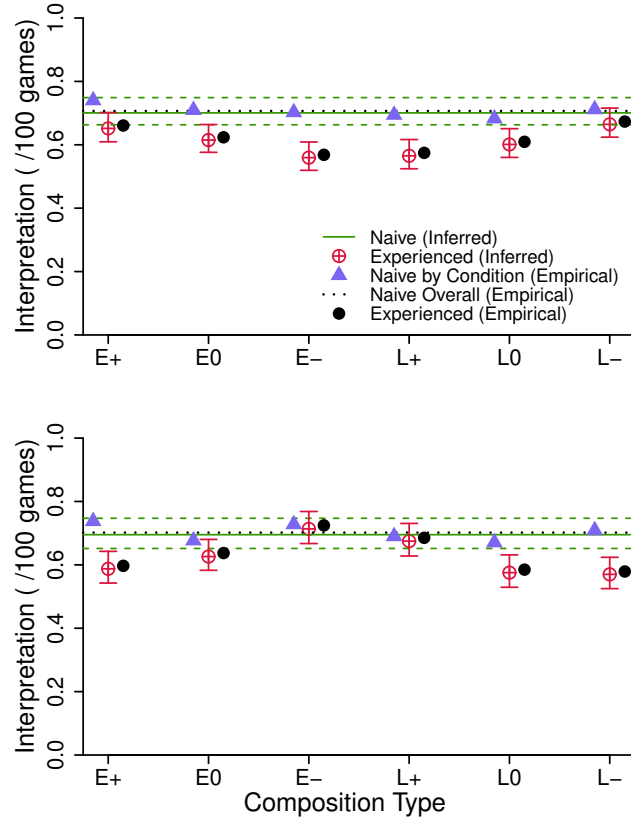 Interpretation ( /100 games)
1.0
0.8
0.6
0.4
0.2
0.0
Naive (Inferred)
Experienced (Inferred)
Naive by Condition (Empirical)
Naive Overall (Empirical)
Experienced (Empirical)
E+ E0 E− L+ L0 L−
Interpretation ( /100 games)
1.0
0.8
0.6
0.4
0.2
0.0
E+ E0 E− L+ L0 L−
Composition Type